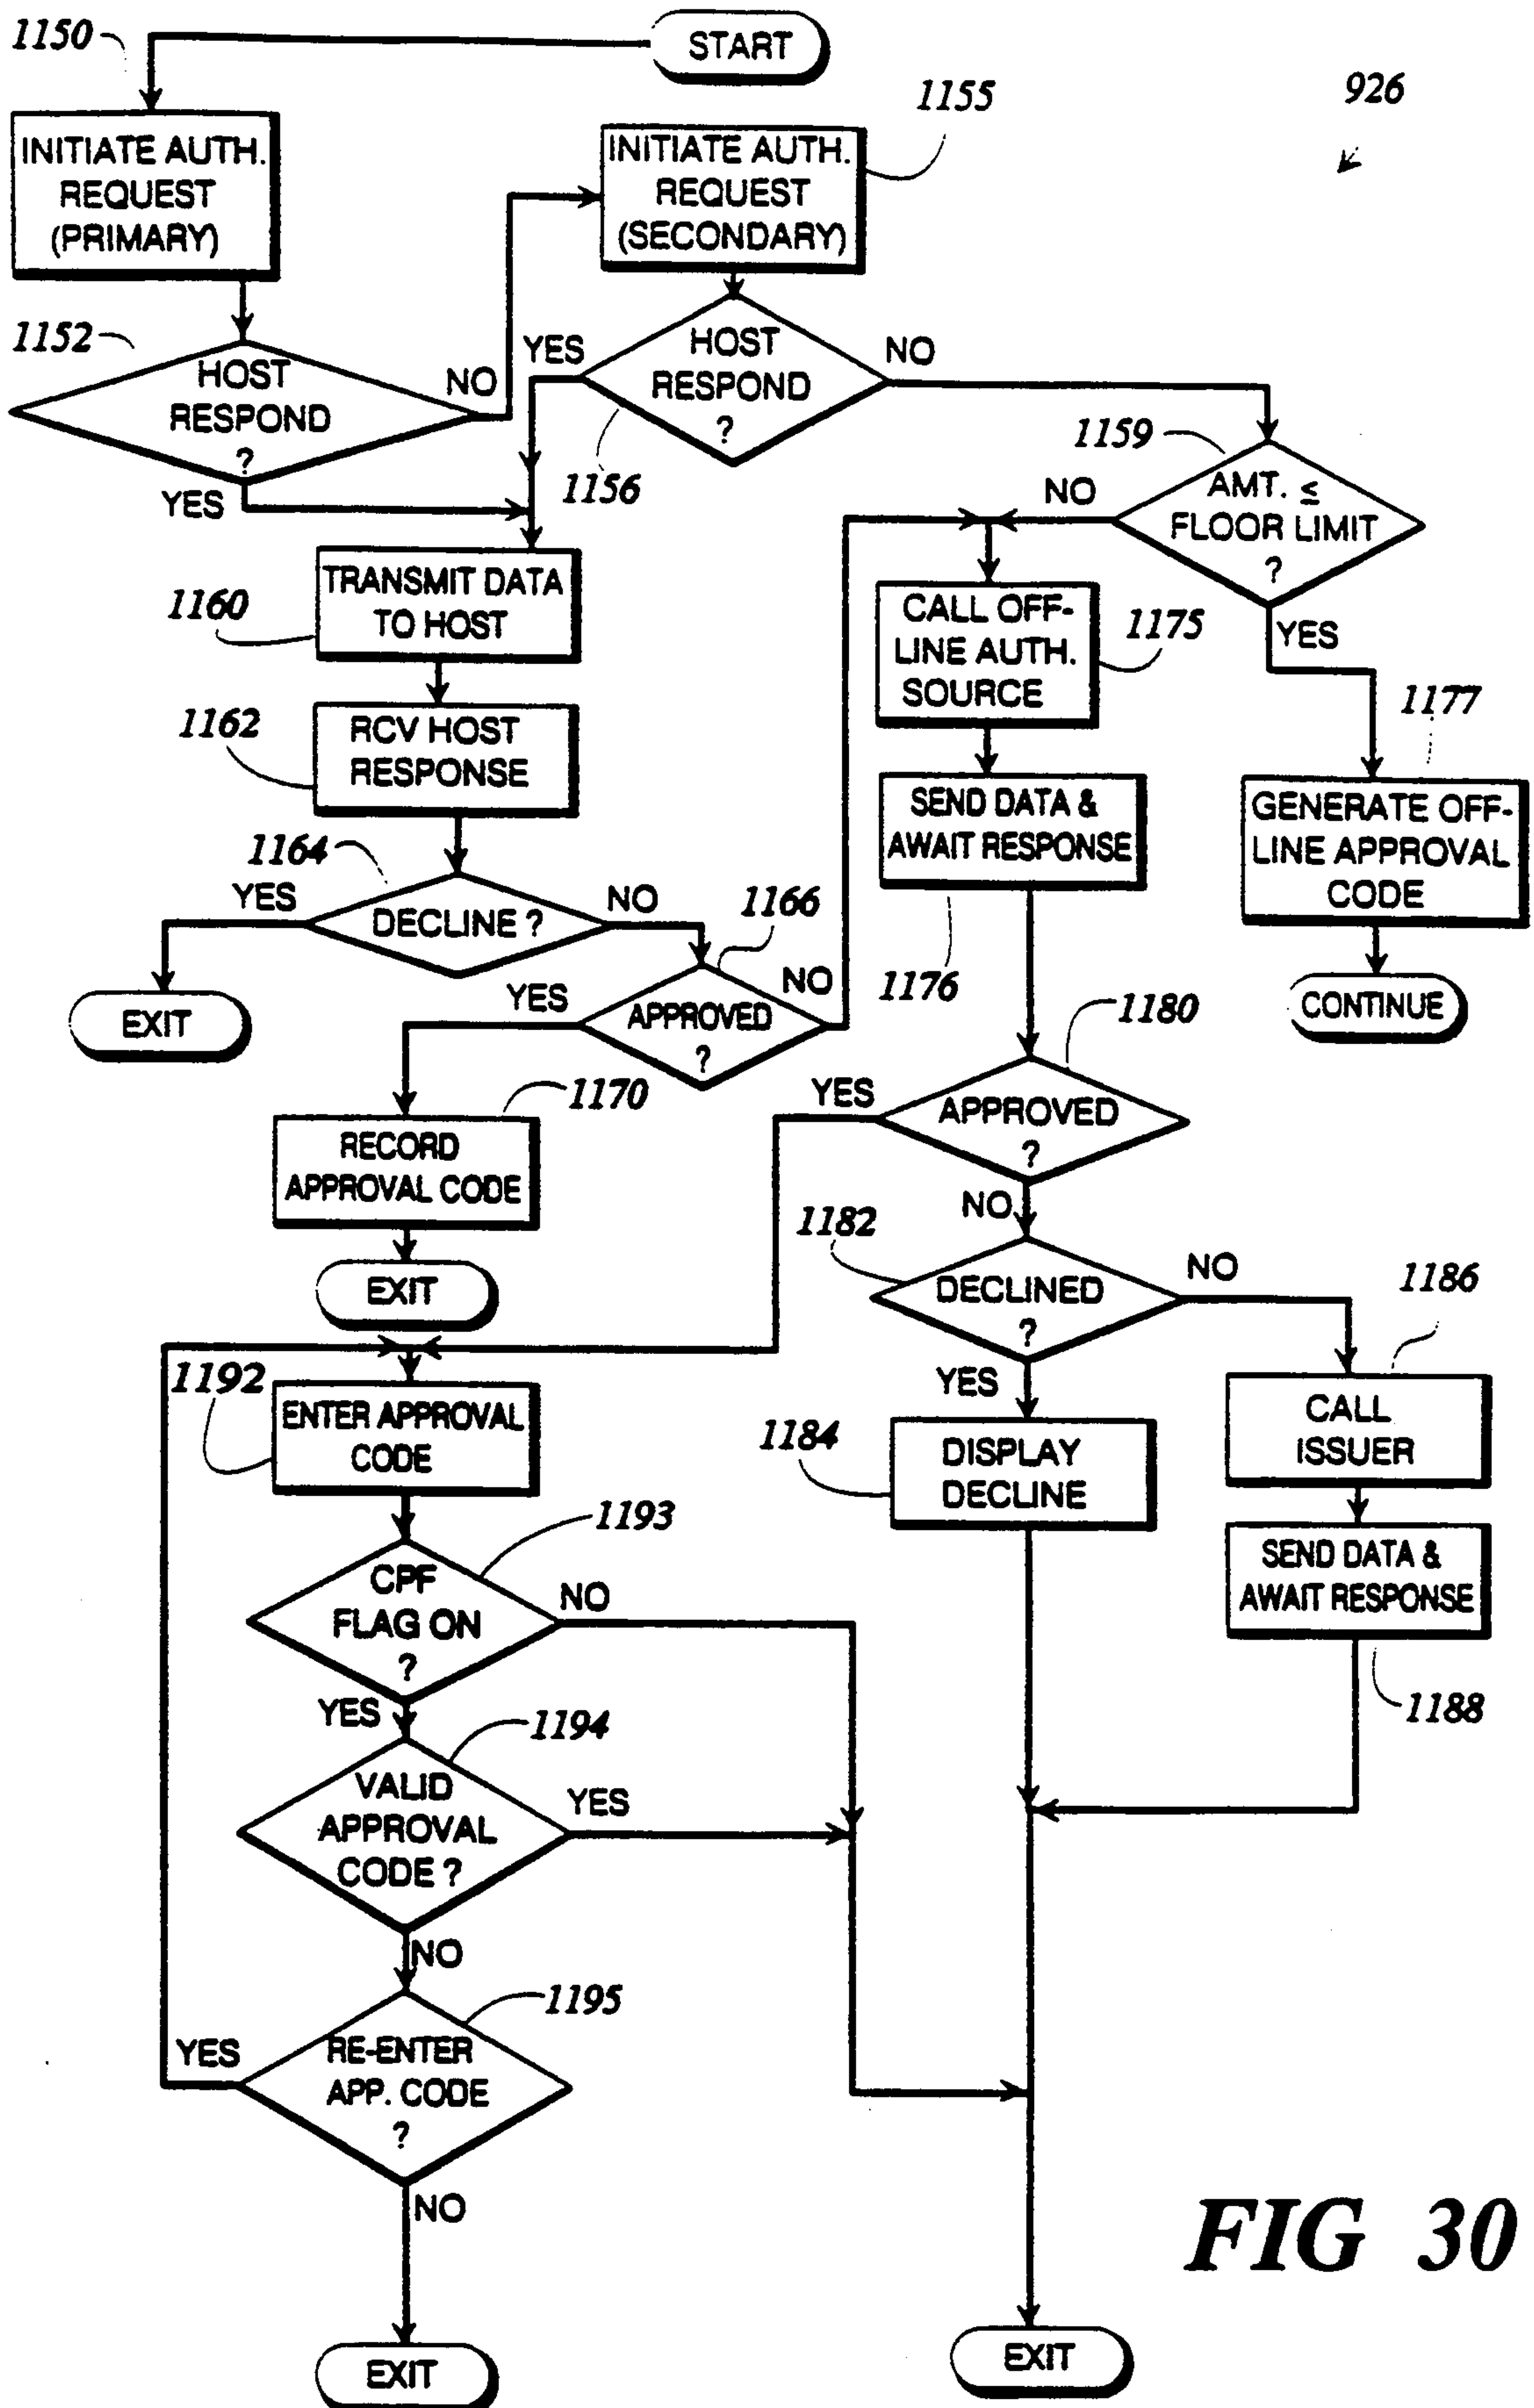 1150
START
926
1155
INITIATE AUTH.
REQUEST
(PRIMARY)
INITIATE AUTH.
REQUEST
(SECONDARY)
1152
HOST
RESPOND
?
NO
YES
YES
HOST
RESPOND
?
NO
1156
1159
AMT. ≤
FLOOR LIMIT
?
NO
YES
TRANSMIT DATA
TO HOST
1160
CALL OFF-
LINE AUTH.
SOURCE
1175
1177
1162
RCV HOST
RESPONSE
SEND DATA &
AWAIT RESPONSE
GENERATE OFF-
LINE APPROVAL
CODE
1164
YES
DECLINE ?
NO
1166
1176
EXIT
YES
APPROVED
?
NO
CONTINUE
1180
1170
RECORD
APPROVAL CODE
YES
APPROVED
?
NO
EXIT
1182
DECLINED
?
NO
1186
YES
1192
ENTER APPROVAL
CODE
1184
DISPLAY
DECLINE
CALL
ISSUER
1193
CPF
FLAG ON
?
NO
YES
SEND DATA &
AWAIT RESPONSE
1188
1194
VALID
APPROVAL
CODE ?
YES
NO
1195
YES
RE-ENTER
APP. CODE
?
NO
FIG 30
EXIT
EXIT